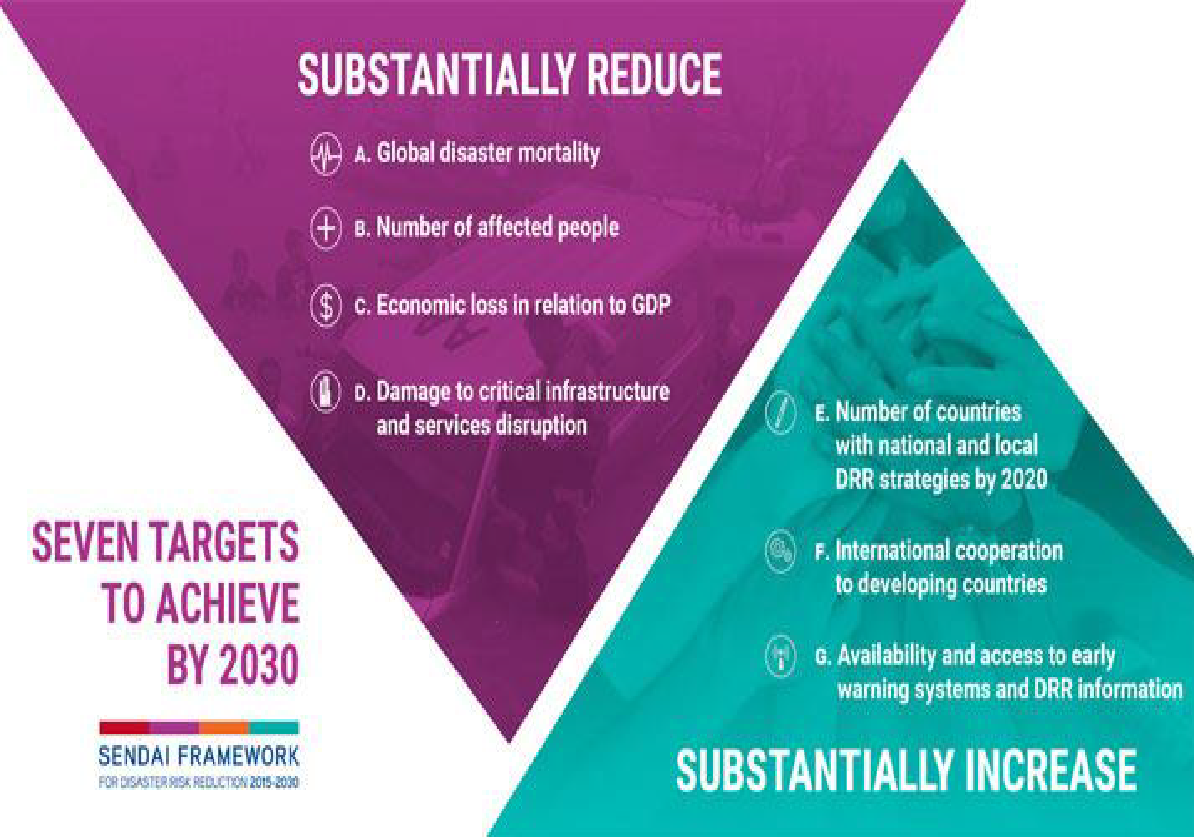 SUBSTANTIALLY REDUCE
A. Global disaster mortality
B. Number of affected people
C. Economic loss in relation to GDP
D. Damage to critical infrastructure
and services disruption
SEVEN TARGETS
TO ACHIEVE
BY 2030
SENDAI FRAMEWORK
FOR DISASTER RISK REDUCTION 2015-2030
E. Number of countries
with national and local
DRR strategies by 2020
F. International cooperation
to developing countries
G. Availability and access to early
warning systems and DRR information
SUBSTANTIALLY INCREASE